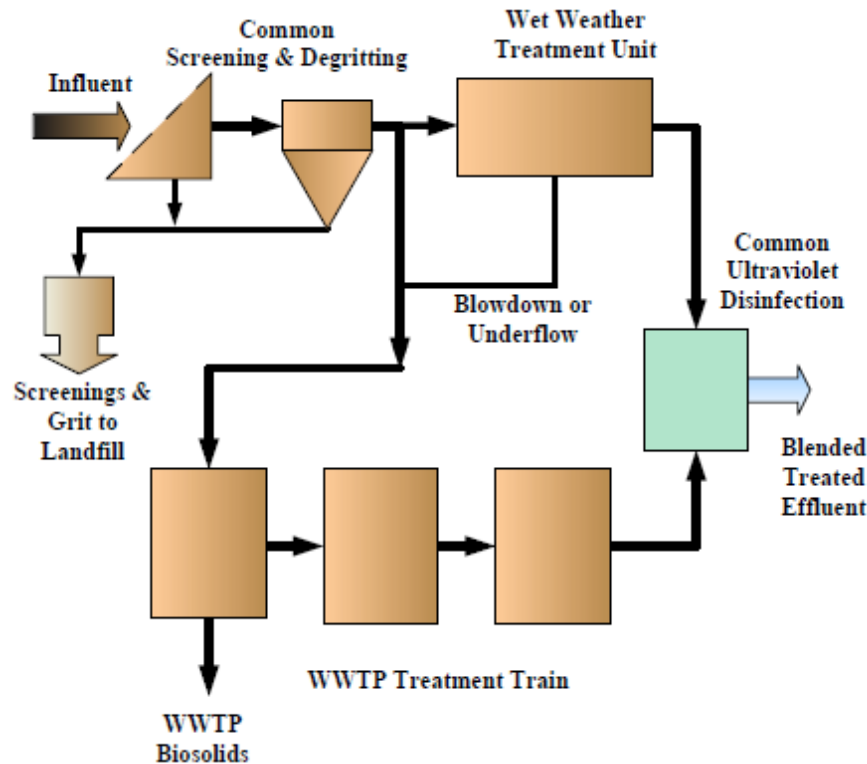 Common
Screening & Degritting
Wet Weather
Treatment Unit
Influent
Common
Ultraviolet
Disinfection
Blowdown or
Underflow
Screenings &
Grit to
Landfill
Blended
Treated
Effluent
WWTP Treatment Train
WWTP
Biosolids